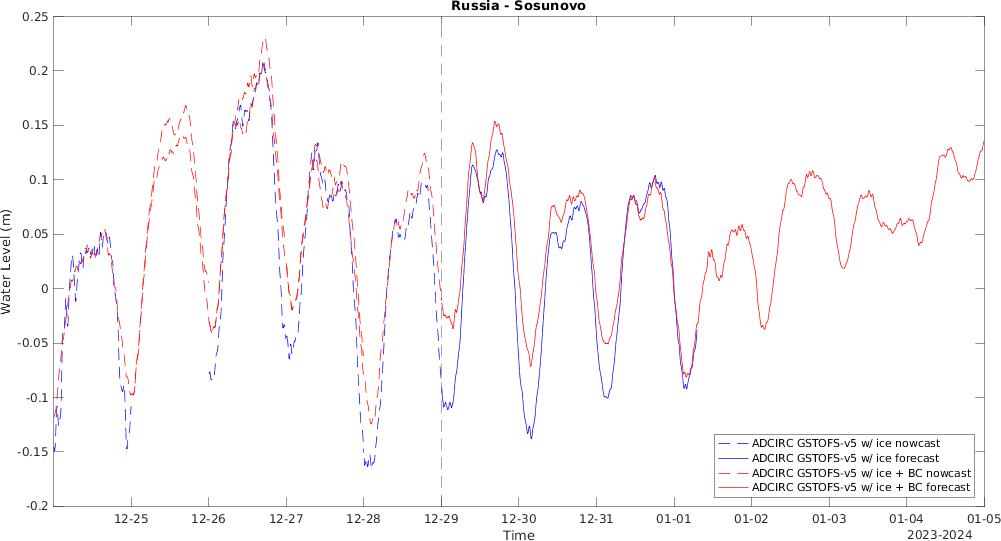 Russia - Sosunovo
0.25
0.2
0.15
0.1
0.05
0
-0.05
-0.1
-0.15
-0.2
Water Level (m)
12-25 12-26 12-27 12-28 12-29 12-30 12-31 01-01 01-02 01-03 01-04 01-05
Time
2023-2024
ADCIRC GSTOFS-v5 w/ ice nowcast
ADCIRC GSTOFS-v5 w/ ice forecast
ADCIRC GSTOFS-v5 w/ ice + BC nowcast
ADCIRC GSTOFS-v5 w/ ice + BC forecast